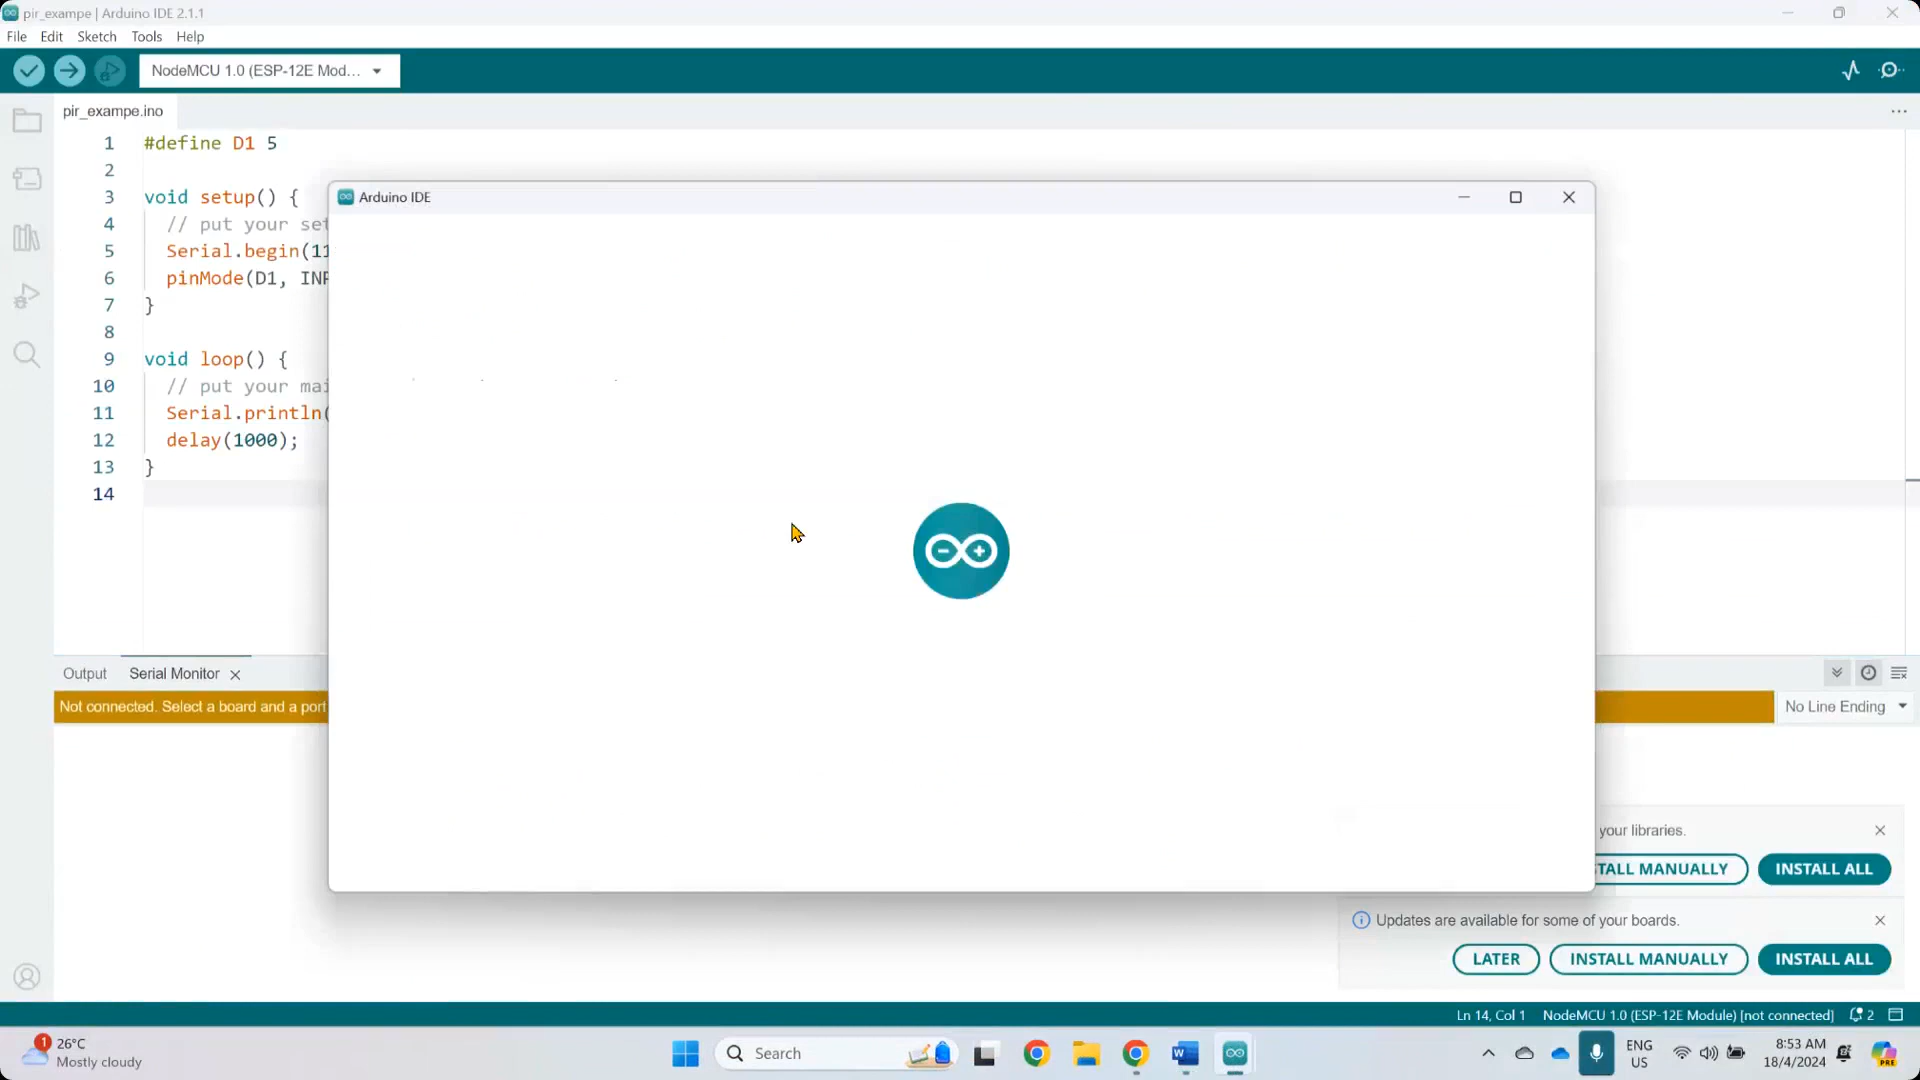 pir_exampe | Arduino IDE 2.1.1
File Edit Sketch Tools Help
NodeMCU 1.0 (ESP-12E Mod...
pir_exampe.ino
1 #define D1 5
2
3 void setup() {
4 // put your set
5 Serial.begin(11
6 pinMode(D1, INP
7 }
8
9 void loop() {
10 // put your mai
11 Serial.println(
12 delay(1000);
13 }
14
Arduino IDE
Output Serial Monitor
Not connected. Select a board and a port
No Line Ending
your libraries.
TALL MANUALLY INSTALL ALL
Updates are available for some of your boards.
LATER INSTALL MANUALLY INSTALL ALL
Ln 14, Col 1 NodeMCU 1.0 (ESP-12E Module) [not connected] 2
1 26°C
Mostly cloudy
Search
ENG
US
8:53 AM
18/4/2024
PRE